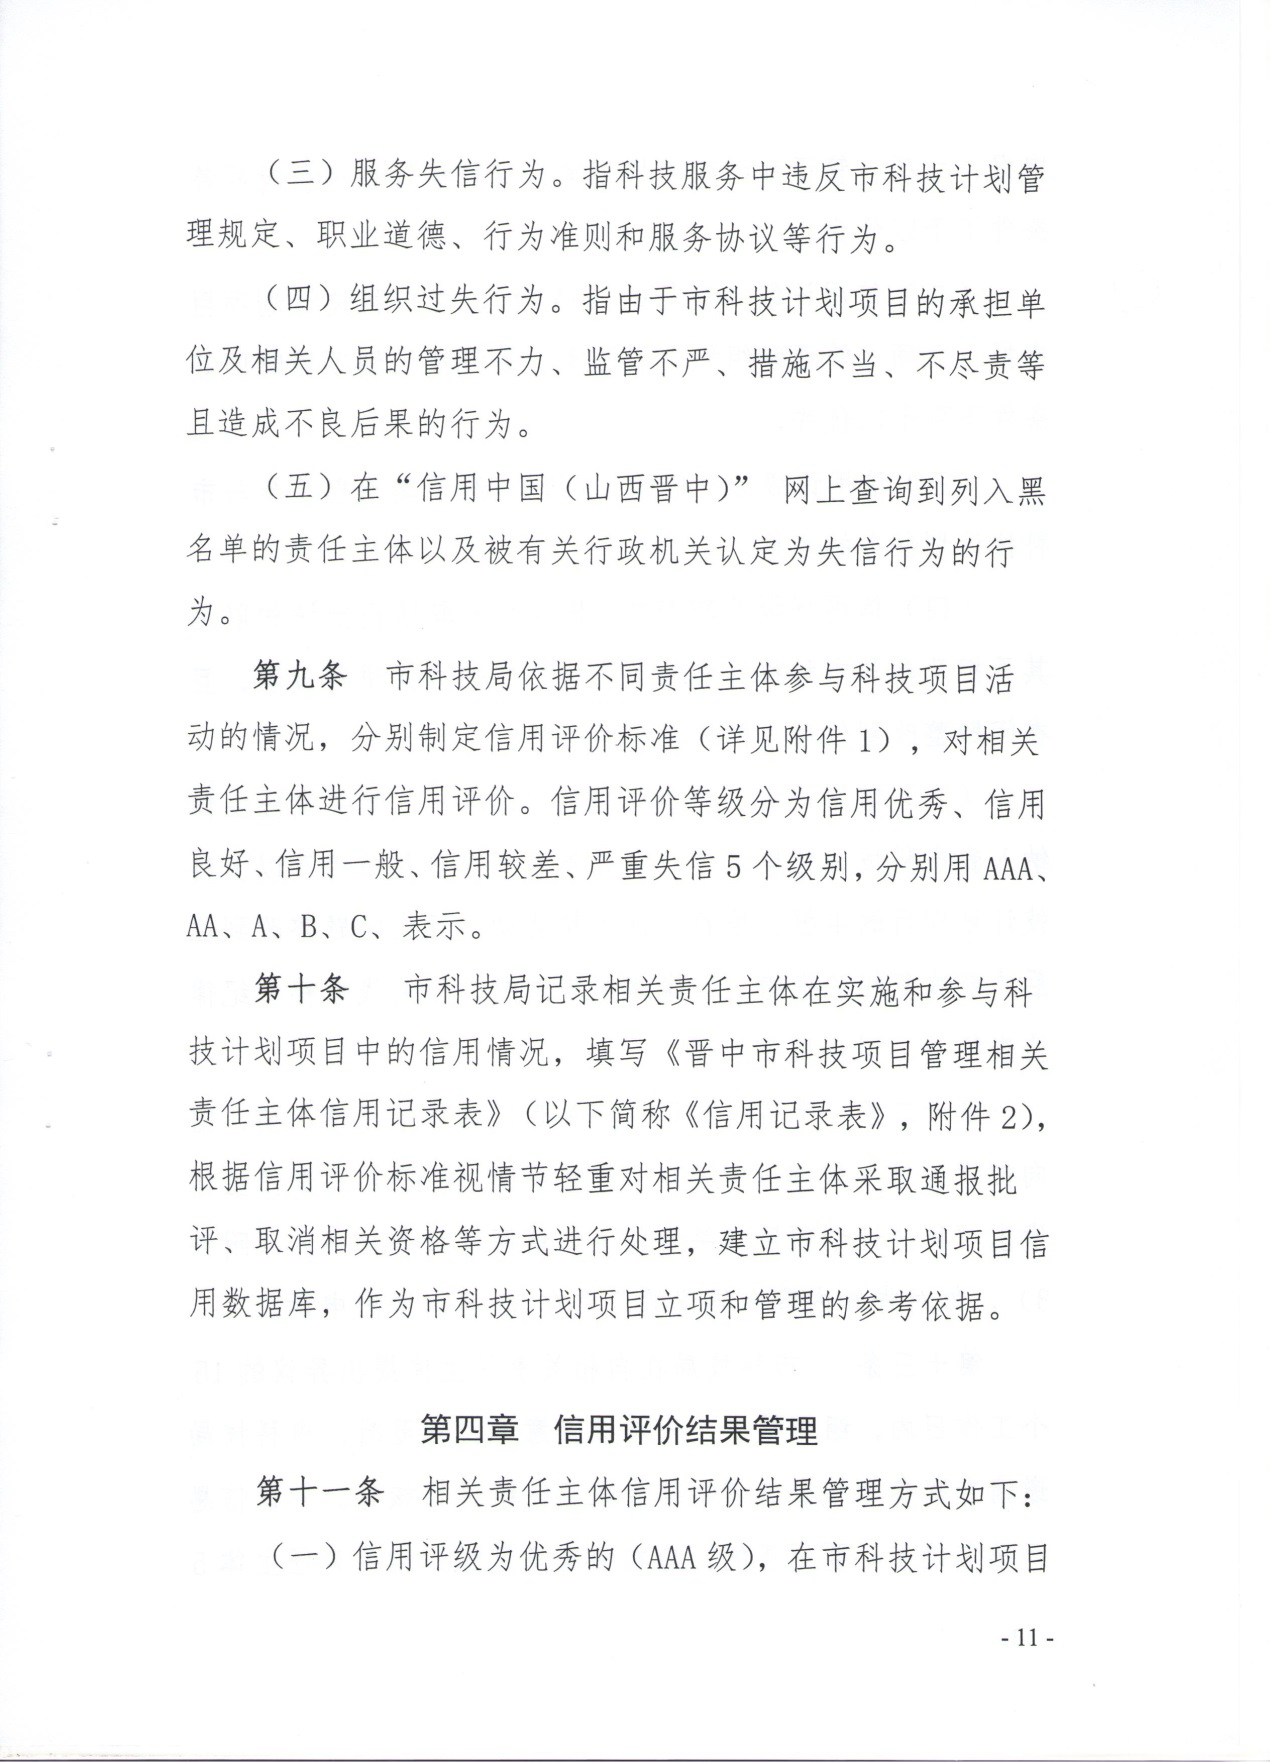 （三）服务失信行为。指科技服务中违反市科技计划管
理规定、职业道德、行为准则和服务协议等行为。
（四）组织过失行为。指由于市科技计划项目的承担单
位及相关人员的管理不力、监管不严、措施不当、不尽责等
且造成不良后果的行为。
（五）在“信用中国（山西晋中）” 网上查询到列入黑
名单的责任主体以及被有关行政机关认定为失信行为的行
为。
第九条 市科技局依据不同责任主体参与科技项目活
动的情况，分别制定信用评价标准（详见附件 1），对相关
责任主体进行信用评价。信用评价等级分为信用优秀、信用
良好、信用一般、信用较差、严重失信 5 个级别，分别用 AAA、
AA、A、B、C、表示。
第十条 市科技局记录相关责任主体在实施和参与科
技计划项目中的信用情况，填写《晋中市科技项目管理相关
责任主体信用记录表》（以下简称《信用记录表》，附件 2），
根据信用评价标准视情节轻重对相关责任主体采取通报批
评、取消相关资格等方式进行处理，建立市科技计划项目信
用数据库，作为市科技计划项目立项和管理的参考依据。
第四章 信用评价结果管理
第十一条 相关责任主体信用评价结果管理方式如下：
（一）信用评级为优秀的（AAA 级），在市科技计划项目
- 11 -